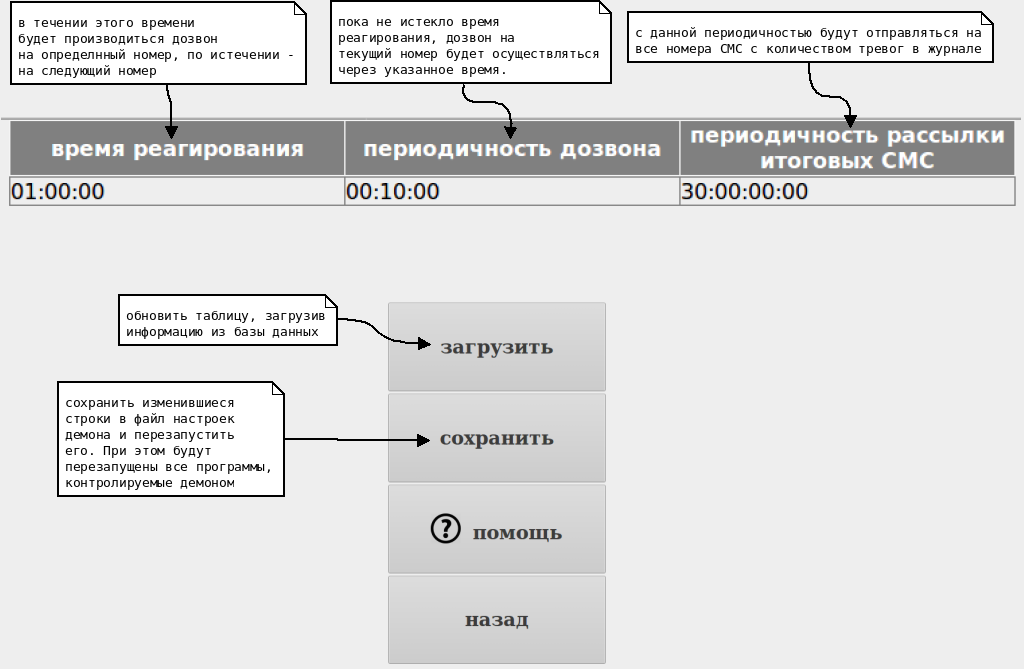 в течении этого времени
будет производиться дозвон
на определнный номер, по истечении -
на следующий номер
пока не истекло время
реагирования, дозвон на
текущий номер будет осуществляться
через указанное время.
с данной периодичностью будут отправляться на
все номера СМС с количеством тревог в журнале
время реагирования
периодичность дозвона
периодичность рассылки
итоговых СМС
01:00:00
00:10:00
30:00:00:00
обновить таблицу, загрузив
информацию из базы данных
загрузить
сохранить изменившиеся
строки в файл настроек
демона и перезапустить
его. При этом будут
перезапущены все программы,
контролируемые демоном
сохранить
? помощь
назад